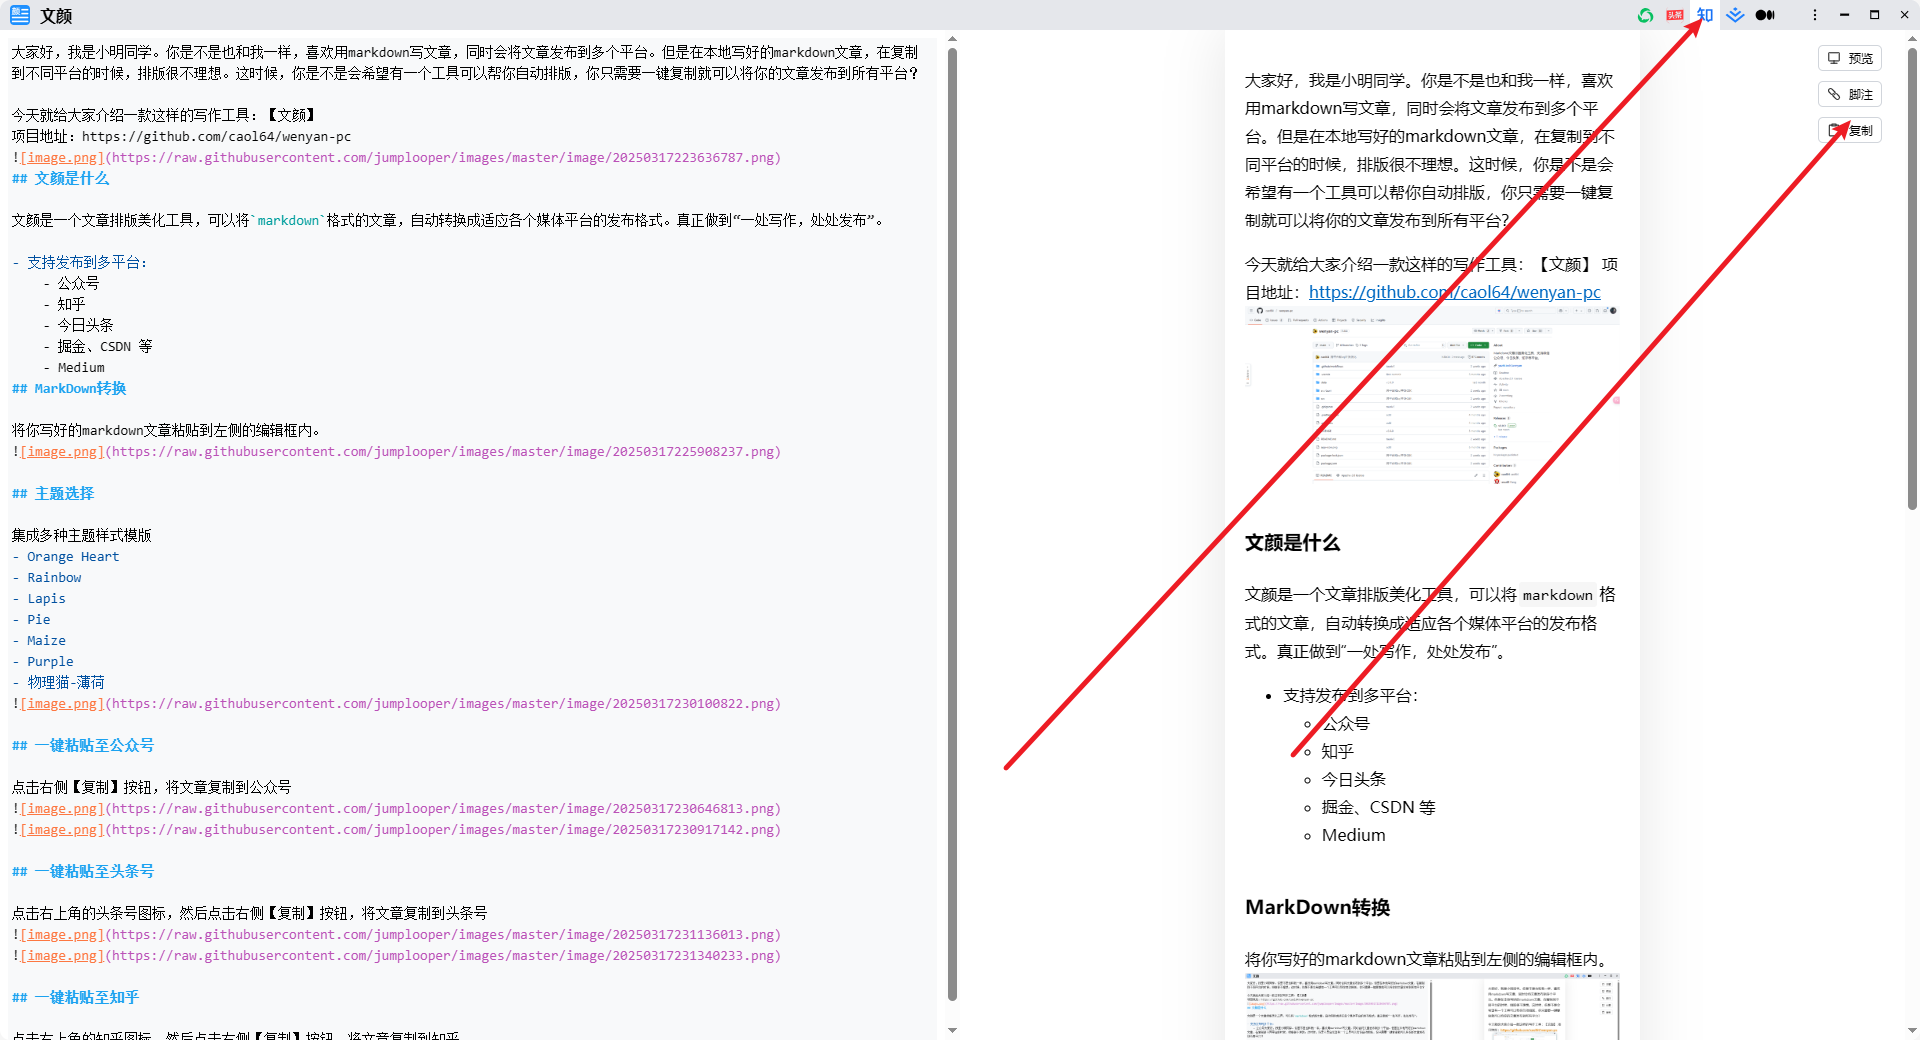 文颜
头条
知
大家好，我是小明同学。你是不是也和我一样，喜欢用markdown写文章，同时会将文章发布到多个平台。但是在本地写好的markdown文章，在复制
到不同平台的时候，排版很不理想。这时候，你是不是会希望有一个工具可以帮你自动排版，你只需要一键复制就可以将你的文章发布到所有平台？
今天就给大家介绍一款这样的写作工具：【文颜】
项目地址：https://github.com/caol64/wenyan-pc
![image.png](https://raw.githubusercontent.com/jumplooper/images/master/image/20250317223636787.png)
## 文颜是什么
文颜是一个文章排版美化工具，可以将`markdown`格式的文章，自动转换成适应各个媒体平台的发布格式。真正做到“一处写作，处处发布”。
- 支持发布到多平台：
- 公众号
- 知乎
- 今日头条
- 掘金、CSDN 等
- Medium
## MarkDown转换
将你写好的markdown文章粘贴到左侧的编辑框内。
![image.png](https://raw.githubusercontent.com/jumplooper/images/master/image/20250317225908237.png)
## 主题选择
集成多种主题样式模版
- Orange Heart
- Rainbow
- Lapis
- Pie
- Maize
- Purple
- 物理猫-薄荷
![image.png](https://raw.githubusercontent.com/jumplooper/images/master/image/20250317230100822.png)
## 一键粘贴至公众号
点击右侧【复制】按钮，将文章复制到公众号
![image.png](https://raw.githubusercontent.com/jumplooper/images/master/image/20250317230646813.png)
![image.png](https://raw.githubusercontent.com/jumplooper/images/master/image/20250317230917142.png)
## 一键粘贴至头条号
点击右上角的头条号图标，然后点击右侧【复制】按钮，将文章复制到头条号
![image.png](https://raw.githubusercontent.com/jumplooper/images/master/image/20250317231136013.png)
![image.png](https://raw.githubusercontent.com/jumplooper/images/master/image/20250317231340233.png)
## 一键粘贴至知乎
点击右上角的知乎图标，然后点击右侧【复制】按钮，将文章复制到知乎
大家好，我是小明同学。你是不是也和我一样，喜欢
用markdown写文章，同时会将文章发布到多个平
台。但是在本地写好的markdown文章，在复制到不
同平台的时候，排版很不理想。这时候，你是不是会
希望有一个工具可以帮你自动排版，你只需要一键复
制就可以将你的文章发布到所有平台？
今天就给大家介绍一款这样的写作工具：【文颜】 项
目地址：https://github.com/caol64/wenyan-pc
文颜是什么
文颜是一个文章排版美化工具，可以将 markdown 格
式的文章，自动转换成适应各个媒体平台的发布格
式。真正做到“一处写作，处处发布”。
支持发布到多平台：
公众号
知乎
今日头条
掘金、CSDN 等
Medium
MarkDown转换
将你写好的markdown文章粘贴到左侧的编辑框内。
预览
脚注
复制